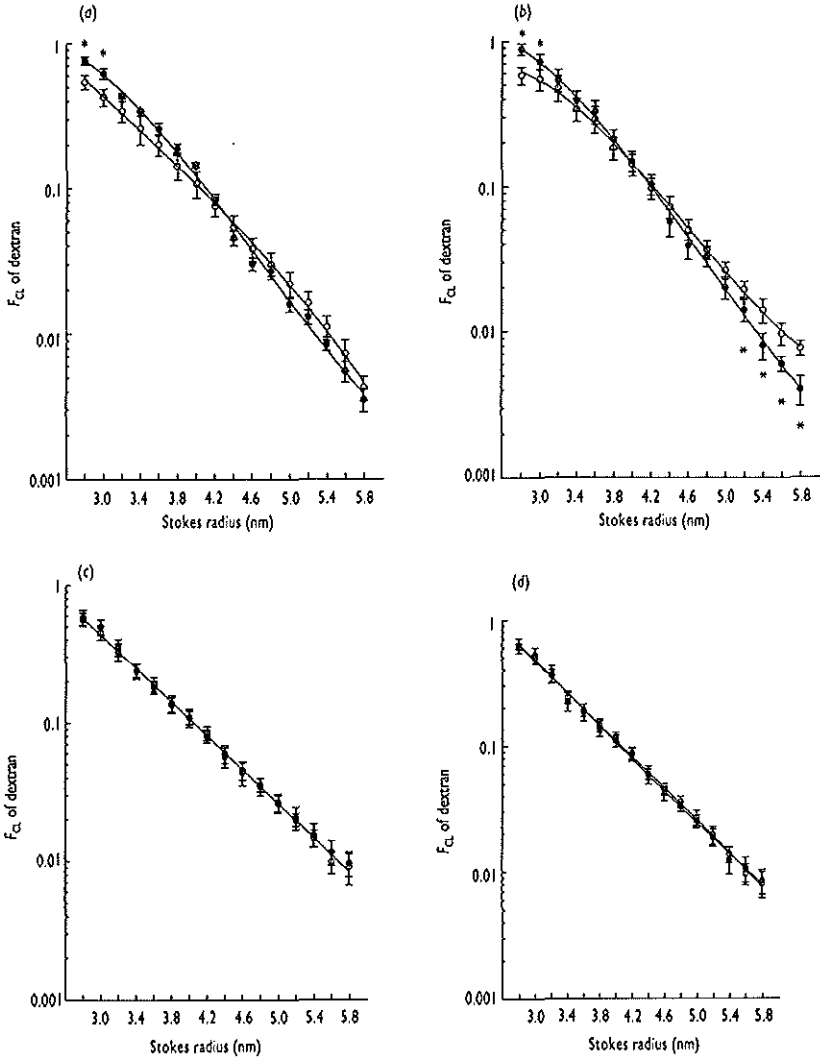 (a)
1
0.1
0.01
0.001
F_CL of dextran
3.0 3.4 3.8 4.2 4.6 5.0 5.4 5.8
Stokes radius (nm)
(b)
1
0.1
0.01
0.001
F_CL of dextran
3.0 3.4 3.8 4.2 4.6 5.0 5.4 5.8
Stokes radius (nm)
(c)
1
0.1
0.01
0.001
F_CL of dextran
3.0 3.4 3.8 4.2 4.6 5.0 5.4 5.8
Stokes radius (nm)
(d)
1
0.1
0.01
0.001
F_CL of dextran
3.0 3.4 3.8 4.2 4.6 5.0 5.4 5.8
Stokes radius (nm)